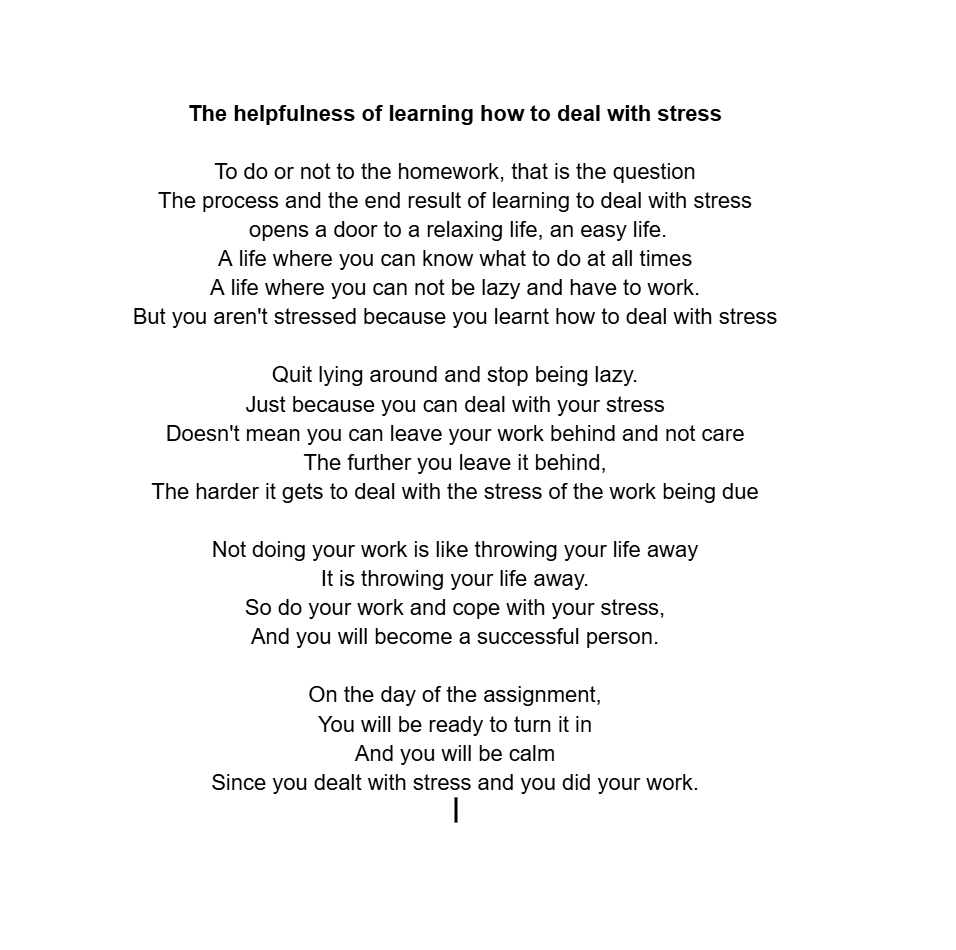 The helpfulness of learning how to deal with stress
To do or not to the homework, that is the question
The process and the end result of learning to deal with stress
opens a door to a relaxing life, an easy life.
A life where you can know what to do at all times
A life where you can not be lazy and have to work.
But you aren't stressed because you learnt how to deal with stress
Quit lying around and stop being lazy.
Just because you can deal with your stress
Doesn't mean you can leave your work behind and not care
The further you leave it behind,
The harder it gets to deal with the stress of the work being due
Not doing your work is like throwing your life away
It is throwing your life away.
So do your work and cope with your stress,
And you will become a successful person.
On the day of the assignment,
You will be ready to turn it in
And you will be calm
Since you dealt with stress and you did your work.